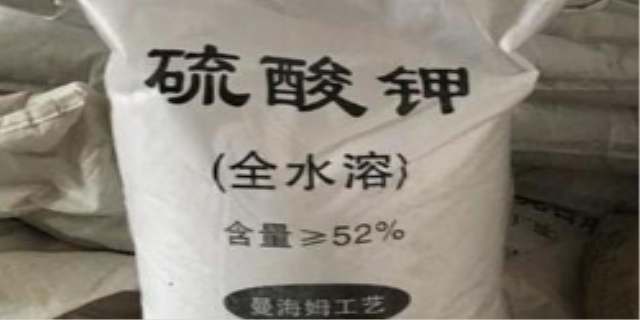 硫酸钾
(全水溶)
含量≥52%
曼海姆工艺